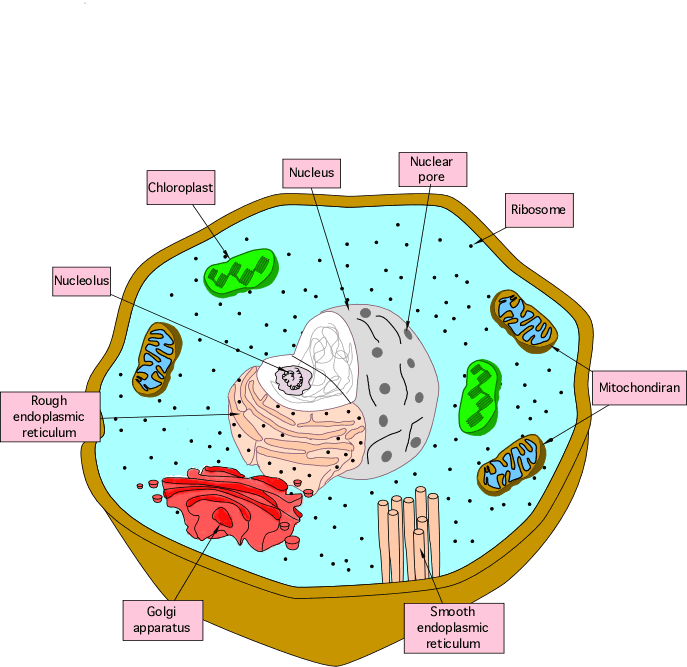 Nucleus
Nuclear
pore
Chloroplast
Ribosome
Nucleolus
Mitochondiran
Rough
endoplasmic
reticulum
Golgi
apparatus
Smooth
endoplasmic
reticulum